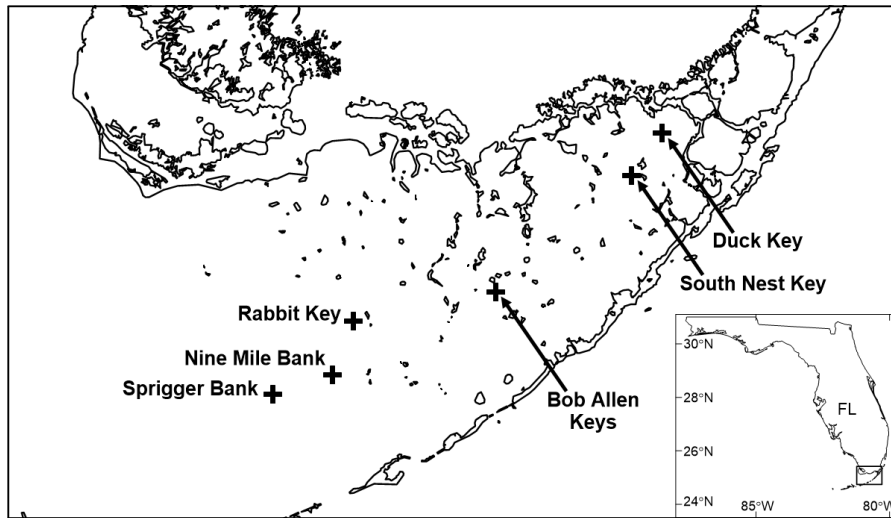 Duck Key
South Nest Key
Rabbit Key
Nine Mile Bank
Sprigger Bank
Bob Allen
Keys
30°N
28°N
26°N
24°N
FL
85°W
80°W